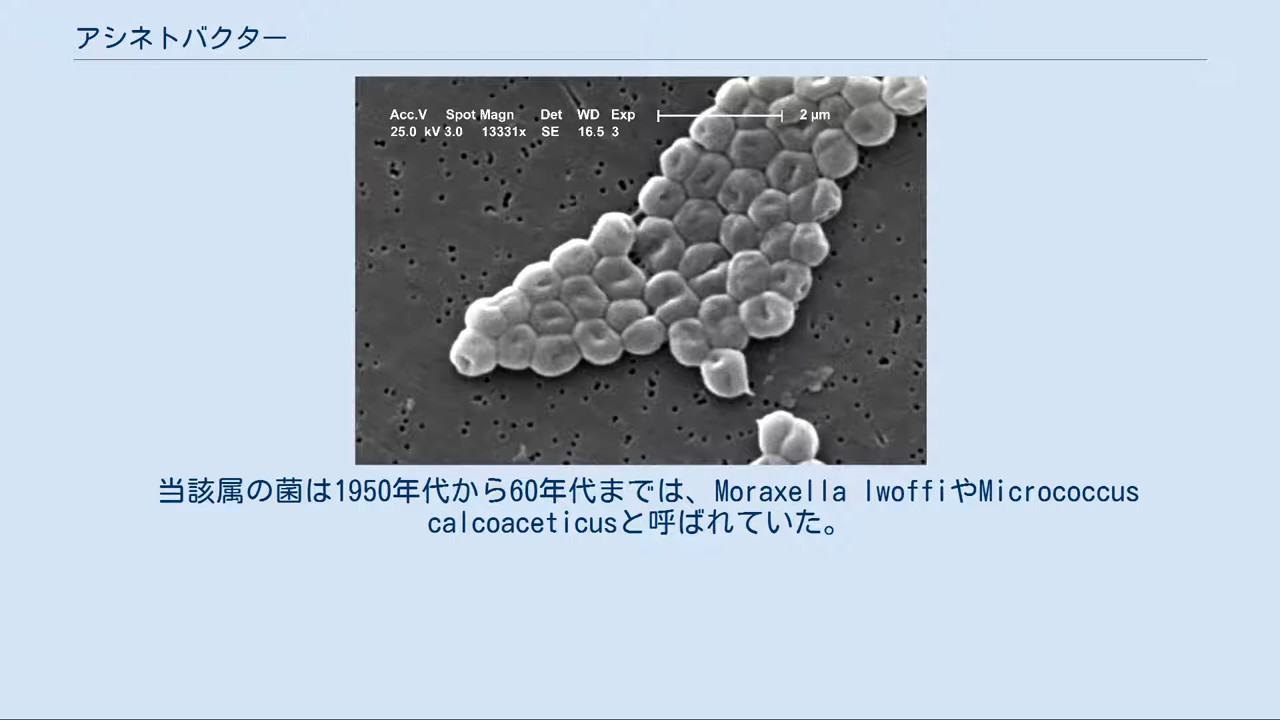 アシネトバクター
Acc.V Spot Magn Det WD Exp 2 µm
25.0 kV 3.0 13331x SE 16.5 3
当該属の菌は1950年代から60年代までは、Moraxella lwoffiやMicrococcus
calcoaceticusと呼ばれていた。